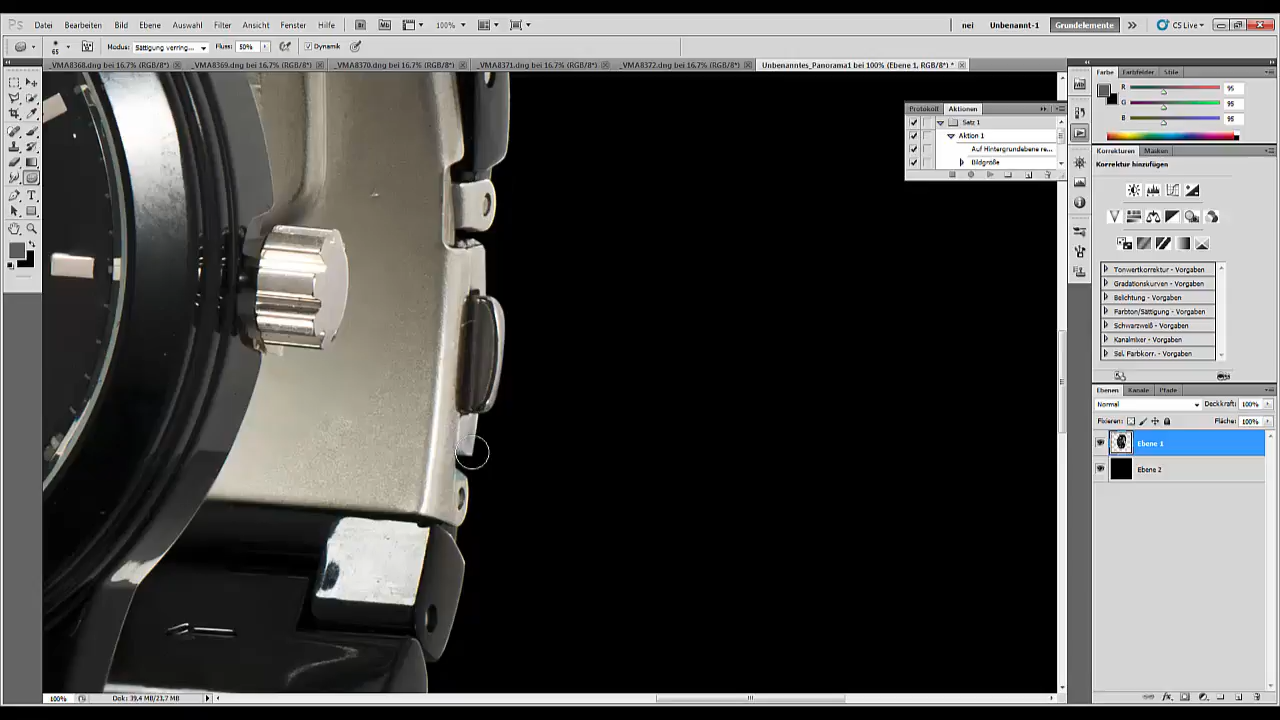 Ps Datei Bearbeiten Bild Ebene Auswahl Filter Ansicht Fenster Hilfe Br Mb 100% nei Unbenannt-1 Grundelemente CS Live
65 Modus: Sättigung verring... Fluss: 50% Dynamik
_VMA8368.dng bei 16.7% (RGB/8*) _VMA8369.dng bei 16.7% (RGB/8*) _VMA8370.dng bei 16.7% (RGB/8*) _VMA8371.dng bei 16.7% (RGB/8*) _VMA8372.dng bei 16.7% (RGB/8*) Unbenanntes_Panorama1 bei 100% (Ebene 1, RGB/8*) *
Farbe Farbfelder Stile
R 95
G 95
B 95
Protokoll Aktionen
Satz 1
Aktion 1
Auf Hintergrundebene re...
Bildgröße
Korrekturen Masken
Korrektur hinzufügen
Tonwertkorrektur - Vorgaben
Gradationskurven - Vorgaben
Belichtung - Vorgaben
Farbton/Sättigung - Vorgaben
Schwarzweiß - Vorgaben
Kanalmixer - Vorgaben
Sel. Farbkorr. - Vorgaben
Ebenen Kanäle Pfade
Normal Deckkraft: 100%
Fixieren: Fläche: 100%
Ebene 1
Ebene 2
100% Dok: 39,4 MB/23,7 MB